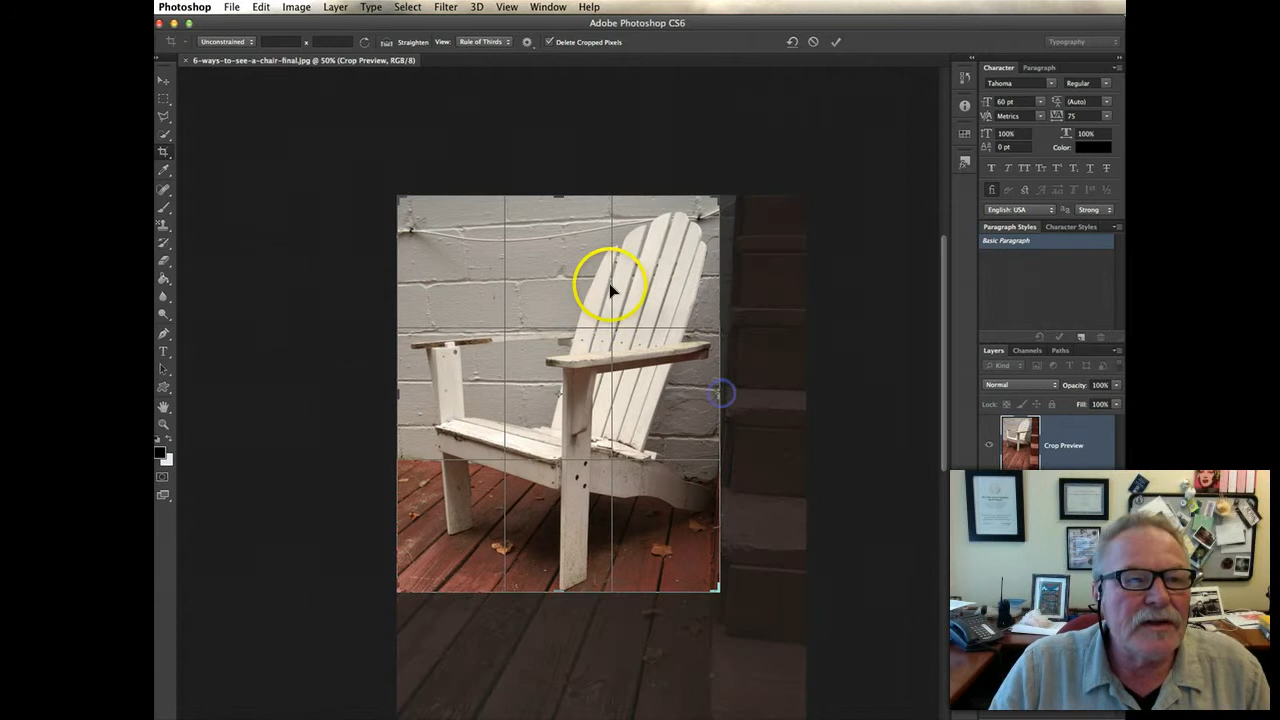 Photoshop File Edit Image Layer Type Select Filter 3D View Window Help
Adobe Photoshop CS6
Unconstrained x Straighten View: Rule of Thirds Delete Cropped Pixels Typography
6-ways-to-see-a-chair-final.jpg @ 50% (Crop Preview, RGB/8)
Character Paragraph
Tahoma Regular
60 pt (Auto)
Metrics 75
100% 100%
0 pt Color:
English: USA Strong
Paragraph Styles Character Styles
Basic Paragraph
Layers Channels Paths
Kind
Normal Opacity: 100%
Lock: Fill: 100%
Crop Preview